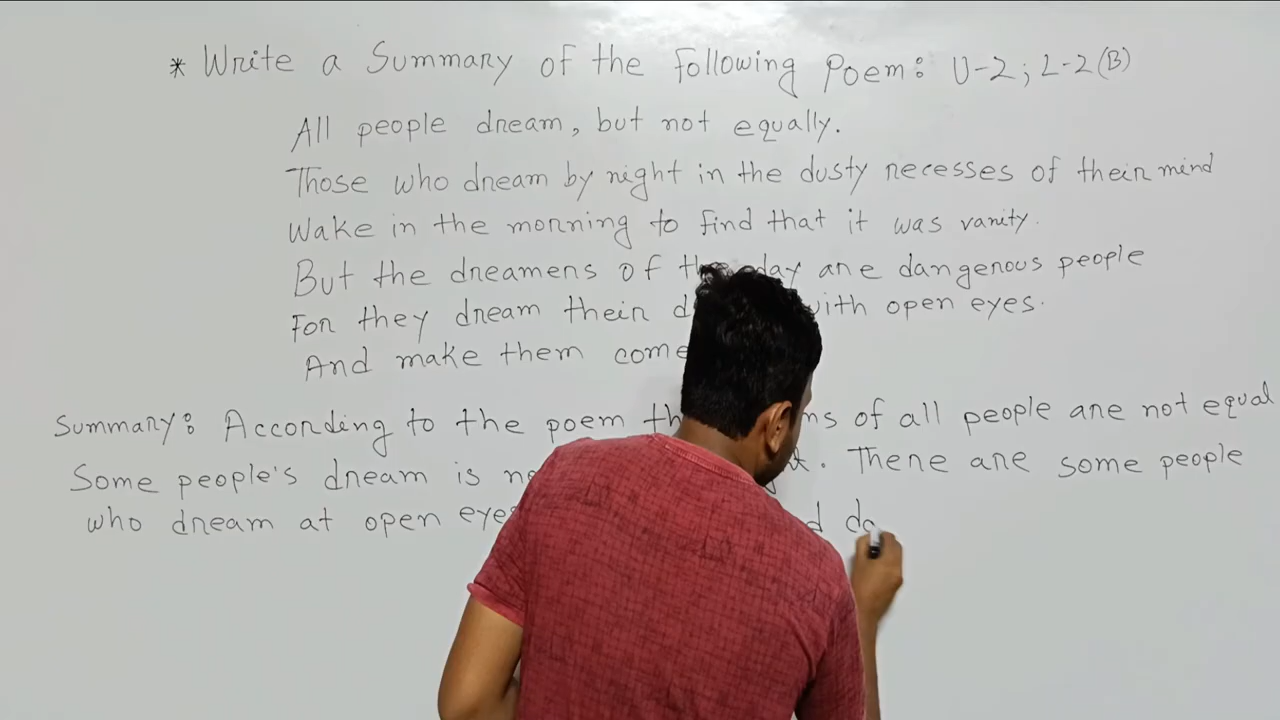 * Write a Summary of the Following Poem: U-2; L-2(B)
All people dream, but not equally.
Those who dream by night in the dusty recesses of their mind
Wake in the morning to find that it was vanity.
But the dreamers of the day are dangerous people
For they dream their with open eyes.
And make them come
Summary: According to the poem of all people are not equal
Some people's dream is There are some people
who dream at open eyes